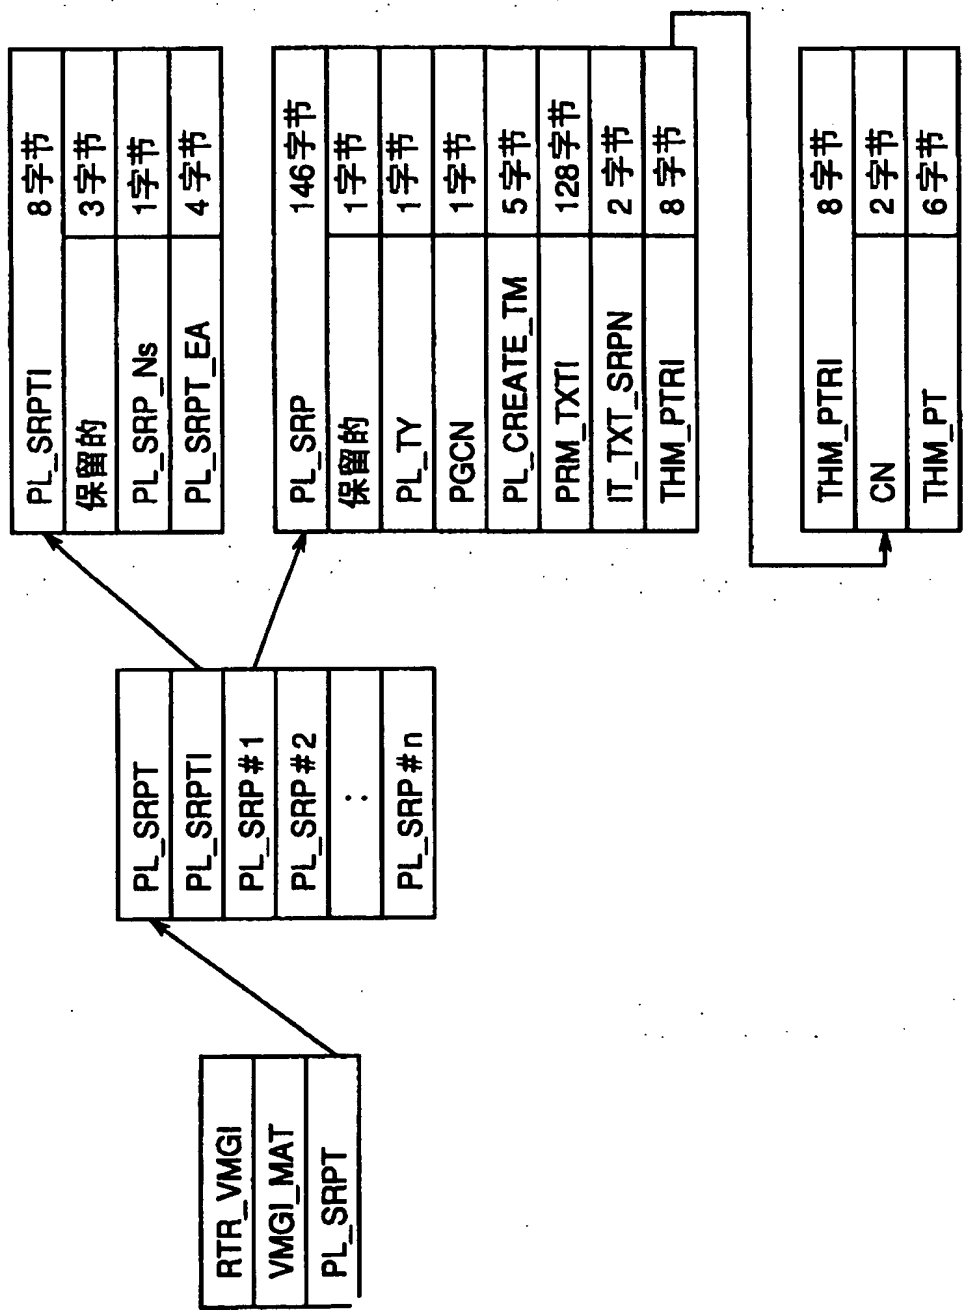 RTR_VMGI
VMGI_MAT
PL_SRPT
PL_SRPT
PL_SRPTI
PL_SRP#1
PL_SRP#2
:
PL_SRP#n
PL_SRPTI 8字节
保留的 3字节
PL_SRP_Ns 1字节
PL_SRPT_EA 4字节
PL_SRP 146字节
保留的 1字节
PL_TY 1字节
PGCN 1字节
PL_CREATE_TM 5字节
PRM_TXTI 128字节
IT_TXT_SRPN 2字节
THM_PTRI 8字节
THM_PTRI 8字节
CN 2字节
THM_PT 6字节